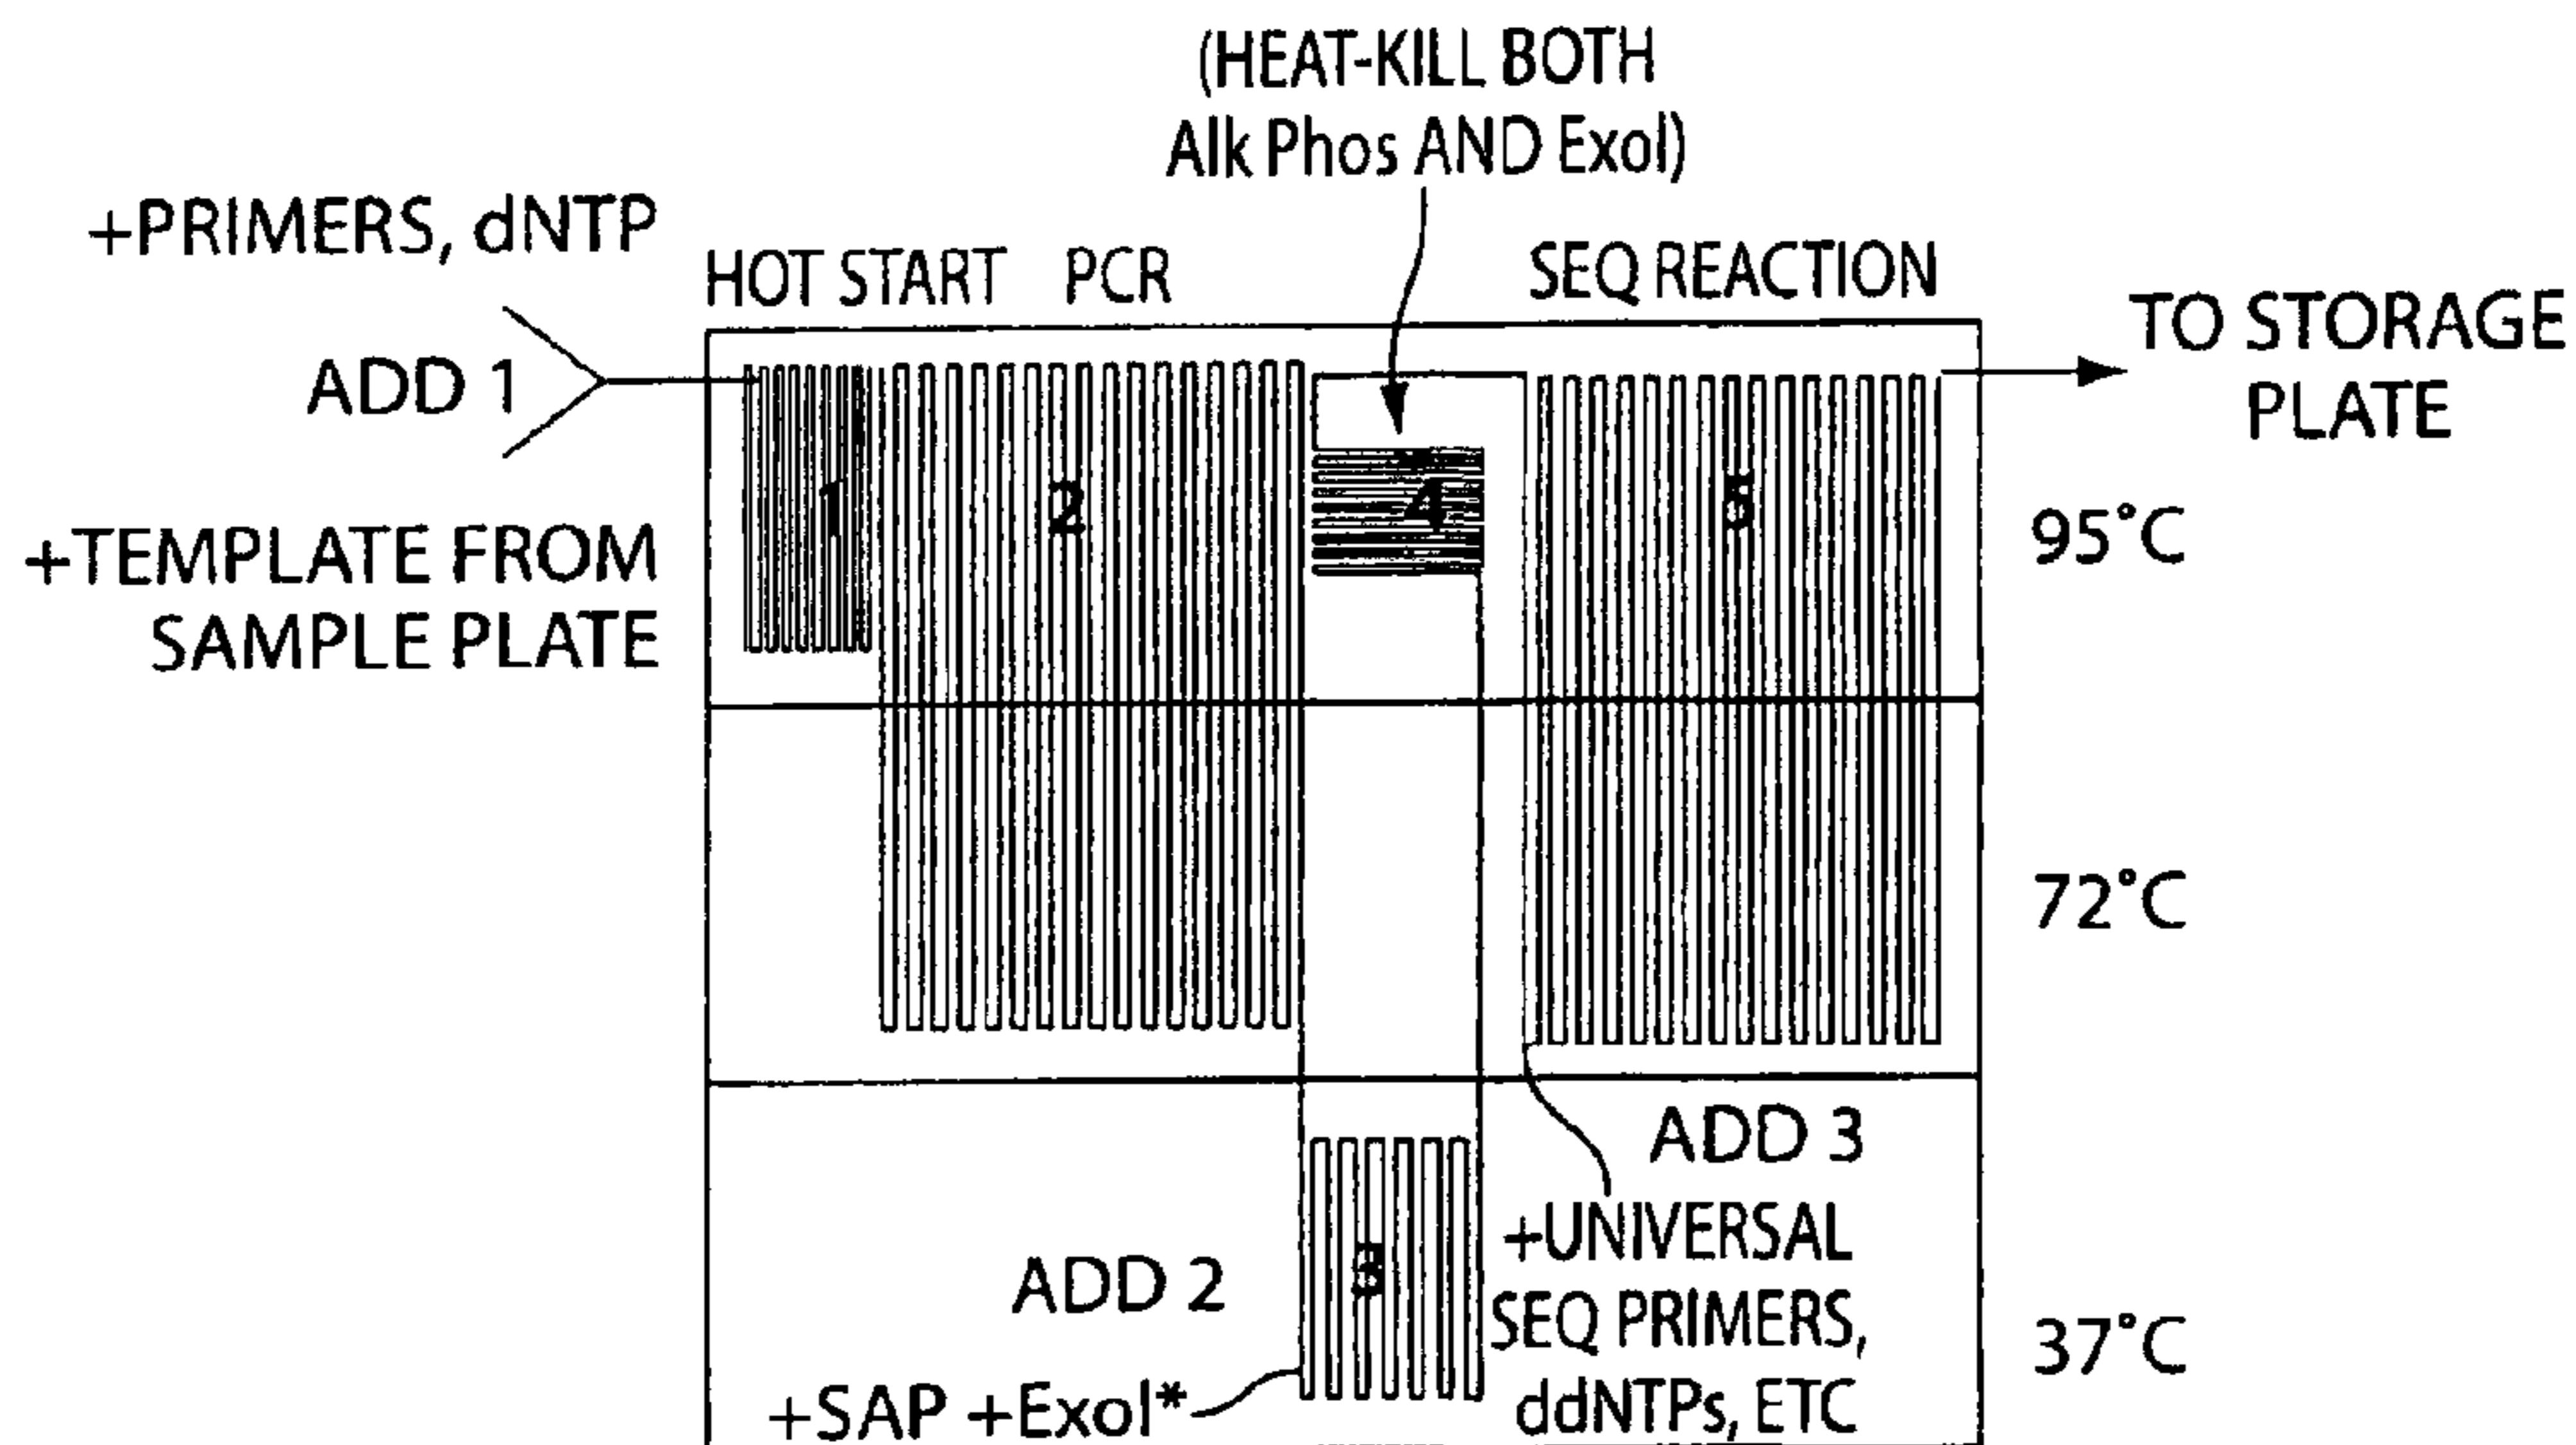 (HEAT-KILL BOTH
Alk Phos AND ExoI)
+PRIMERS, dNTP
HOT START PCR
SEQ REACTION
TO STORAGE
PLATE
ADD 1
+TEMPLATE FROM
SAMPLE PLATE
1
2
4
5
95°C
72°C
ADD 3
+UNIVERSAL
SEQ PRIMERS,
ddNTPs, ETC
ADD 2
3
+SAP +ExoI*
37°C